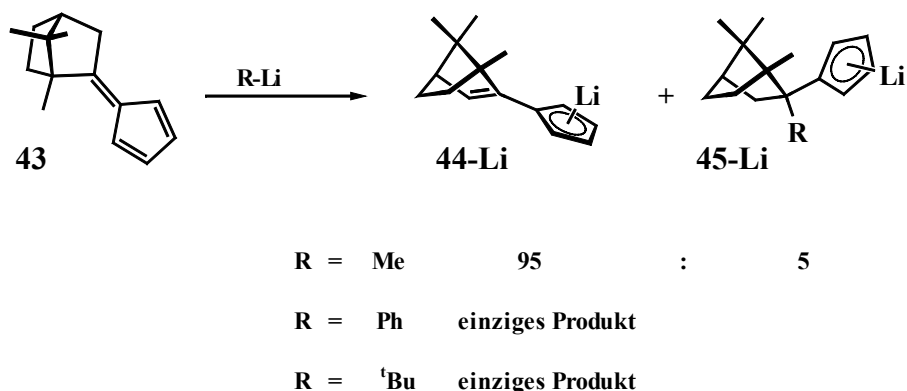 R-Li
Li
+
Li
R
43
44-Li
45-Li
R = Me 95 : 5
R = Ph einziges Produkt
R = ᵗBu einziges Produkt